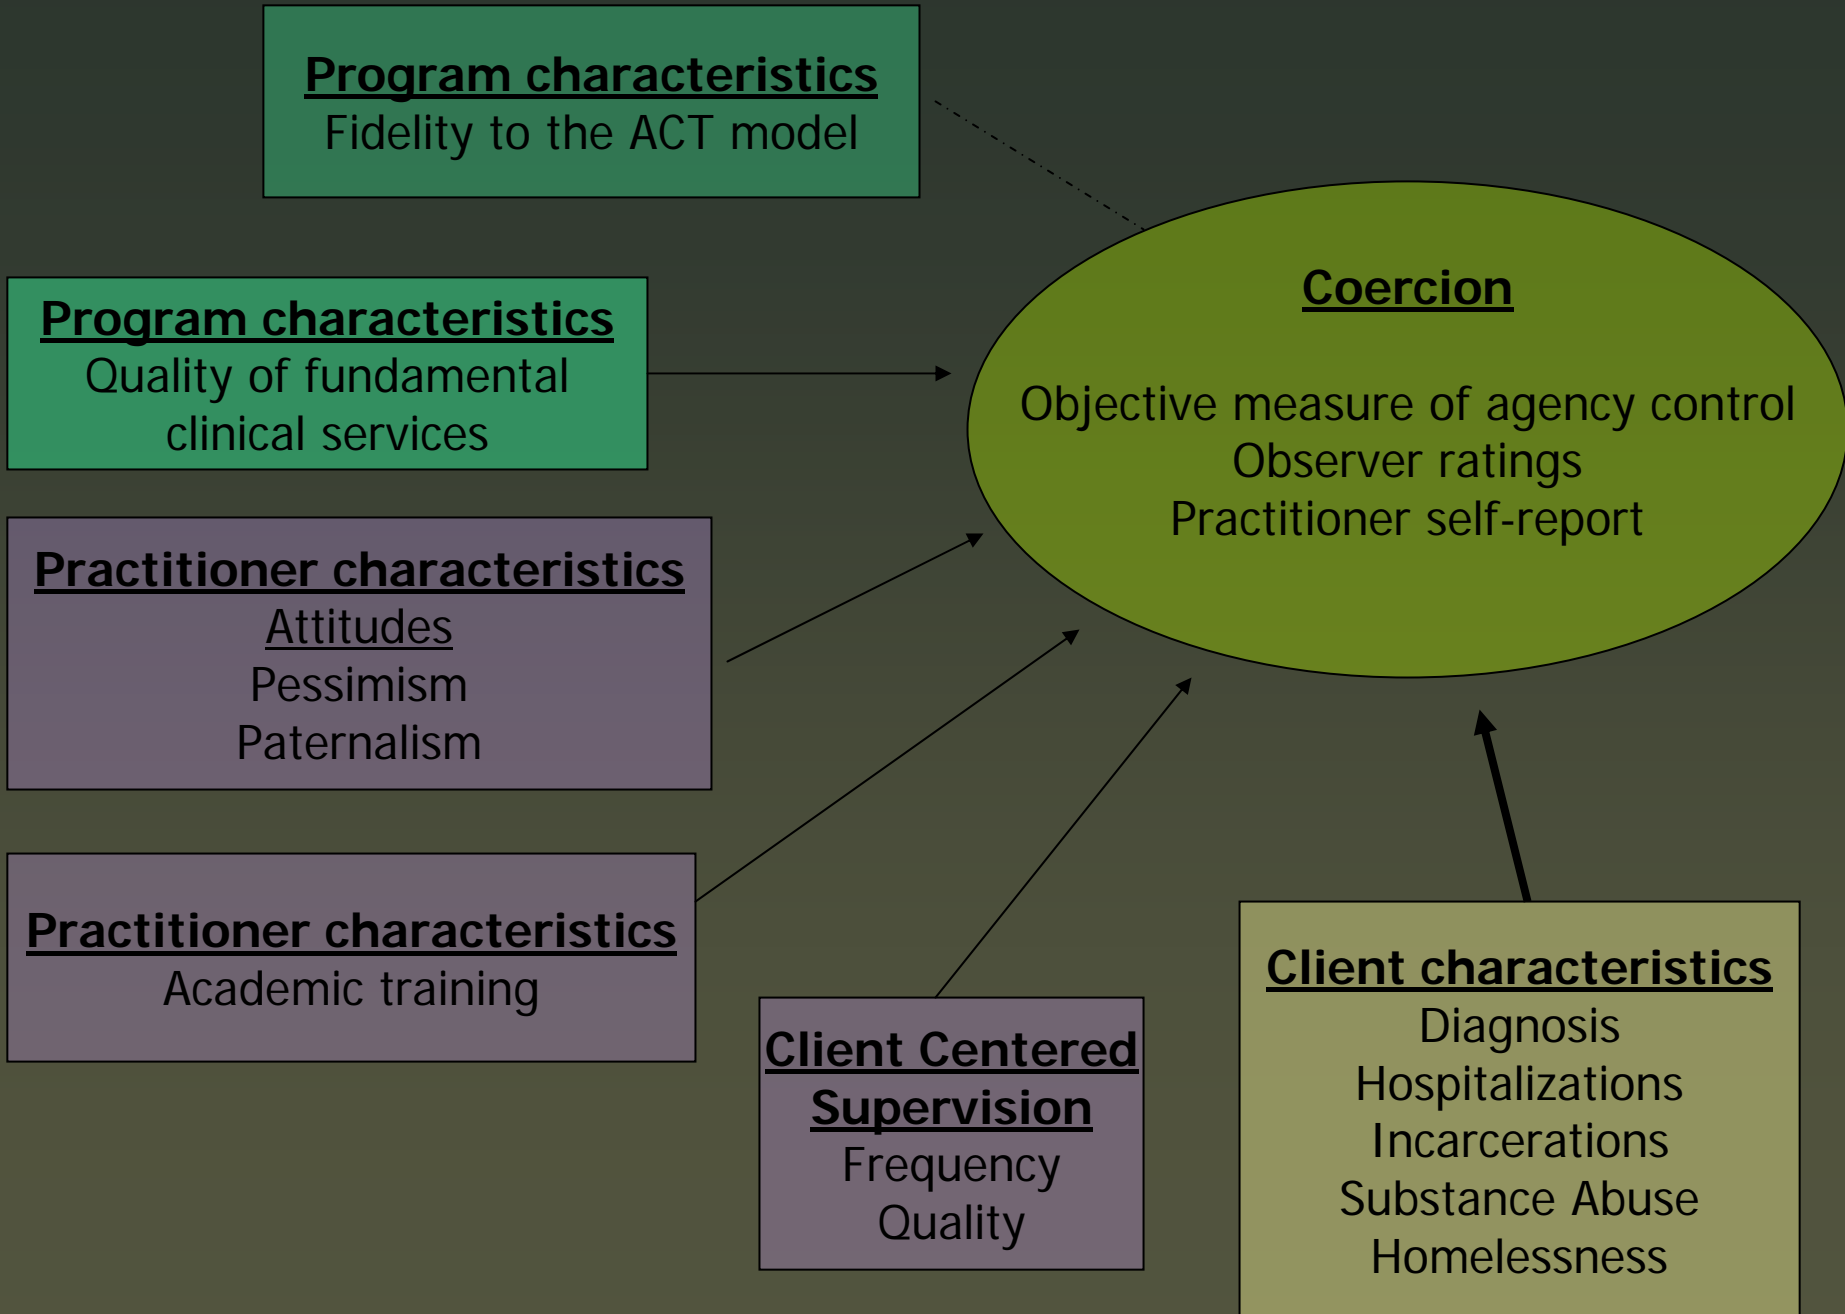 Program characteristics
Fidelity to the ACT model
Program characteristics
Quality of fundamental
clinical services
Coercion
Objective measure of agency control
Observer ratings
Practitioner self-report
Practitioner characteristics
Attitudes
Pessimism
Paternalism
Practitioner characteristics
Academic training
Client Centered
Supervision
Frequency
Quality
Client characteristics
Diagnosis
Hospitalizations
Incarcerations
Substance Abuse
Homelessness